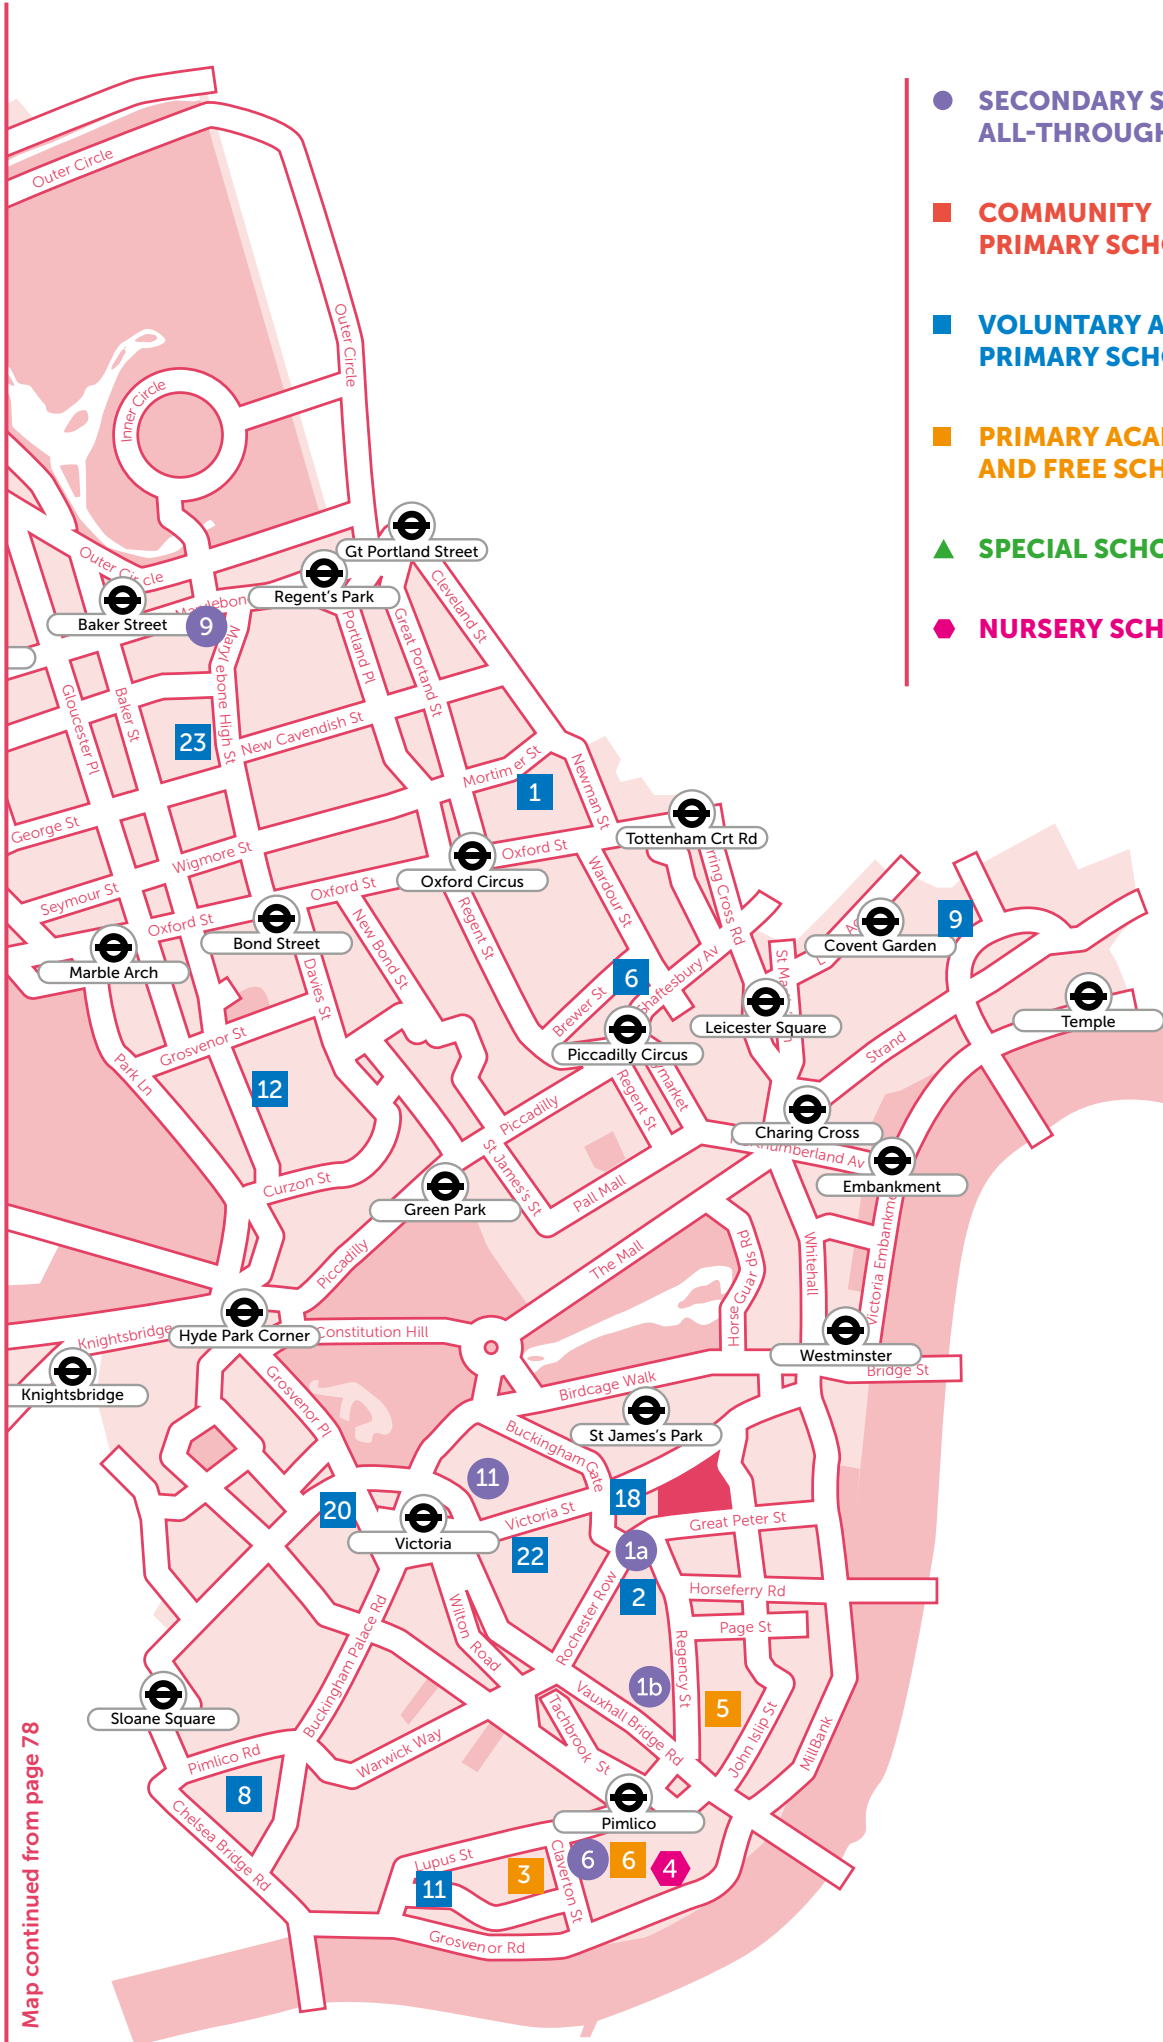 SECONDARY S
ALL-THROUGH
COMMUNITY
PRIMARY SCHO
VOLUNTARY A
PRIMARY SCHO
PRIMARY ACA
AND FREE SCH
SPECIAL SCHO
NURSERY SCH
Outer Circle
Outer Circle
Inner Circle
Gt Portland Street
Outer Circle
Regent's Park
Cleveland St
Baker Street
9
Portland Pl
Great Portland St
Marylebone High St
Gloucester Pl
Baker St
23
New Cavendish St
Mortimer St
Newman St
1
George St
Wigmore St
Tottenham Crt Rd
Oxford St
Oxford Circus
Wardour St
Seymour St
Oxford St
Oxford St
Bond Street
New Bond St
Regent St
9
Covent Garden
Marble Arch
Davies St
6
Shaftesbury Av
Brewer St
Leicester Square
Temple
Piccadilly Circus
Grosvenor St
Park Ln
Strand
12
Regent St
Piccadilly
Charing Cross
St James's St
Embankment
Curzon St
Green Park
Pall Mall
Piccadilly
The Mall
Horse Guards Rd
Whitehall
Knightsbridge
Hyde Park Corner
Constitution Hill
Westminster
Bridge St
Knightsbridge
Grosvenor Pl
Birdcage Walk
St James's Park
Buckingham Gate
11
18
20
Victoria St
Great Peter St
Victoria
22
1a
2
Horseferry Rd
Rochester Row
Page St
Wilton Road
Buckingham Palace Rd
Regency St
1b
5
Sloane Square
Vauxhall Bridge Rd
Tachbrook St
John Islip St
MillBank
Pimlico Rd
Warwick Way
8
Pimlico
Chelsea Bridge Rd
Lupus St
Claverton St
11
3
6
6
4
Grosvenor Rd
Map continued from page 78